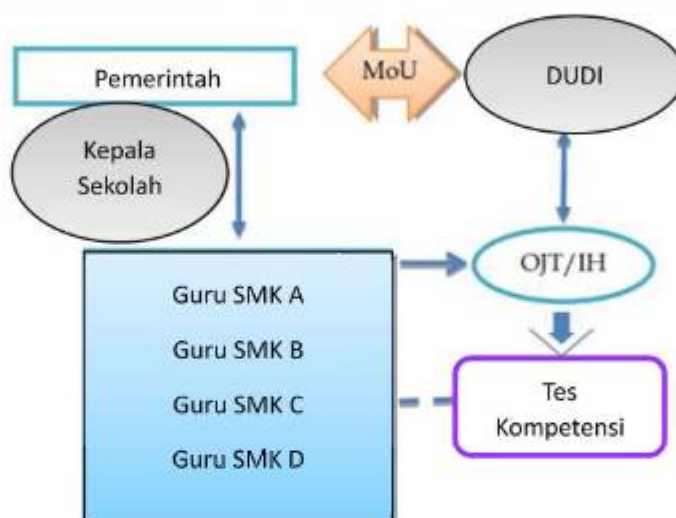 Pemerintah
MoU
DUDI
Kepala
Sekolah
OJT/IH
Guru SMK A
Guru SMK B
Guru SMK C
Guru SMK D
Tes
Kompetensi